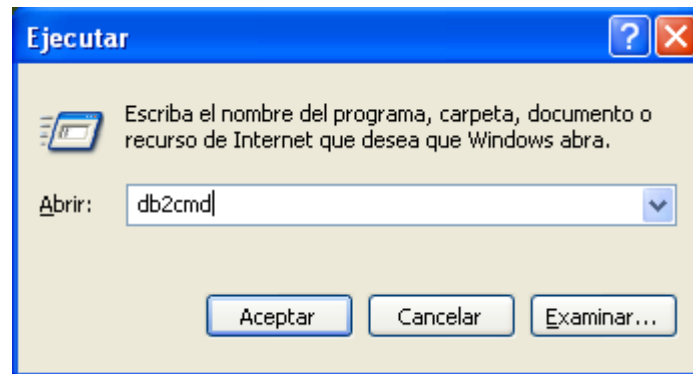 Ejecutar
Escriba el nombre del programa, carpeta, documento o
recurso de Internet que desea que Windows abra.
Abrir: db2cmd
Aceptar Cancelar Examinar...